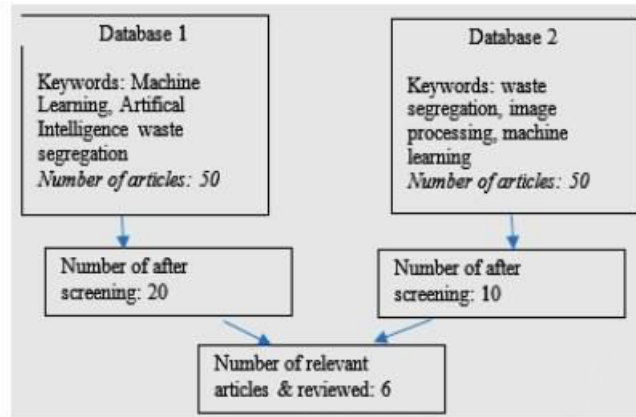 Database 1
Keywords: Machine
Learning, Artifical
Intelligence waste
segregation
Number of articles: 50
Database 2
Keywords: waste
segregation, image
processing, machine
learning
Number of articles: 50
Number of after
screening: 20
Number of after
screening: 10
Number of relevant
articles & reviewed: 6